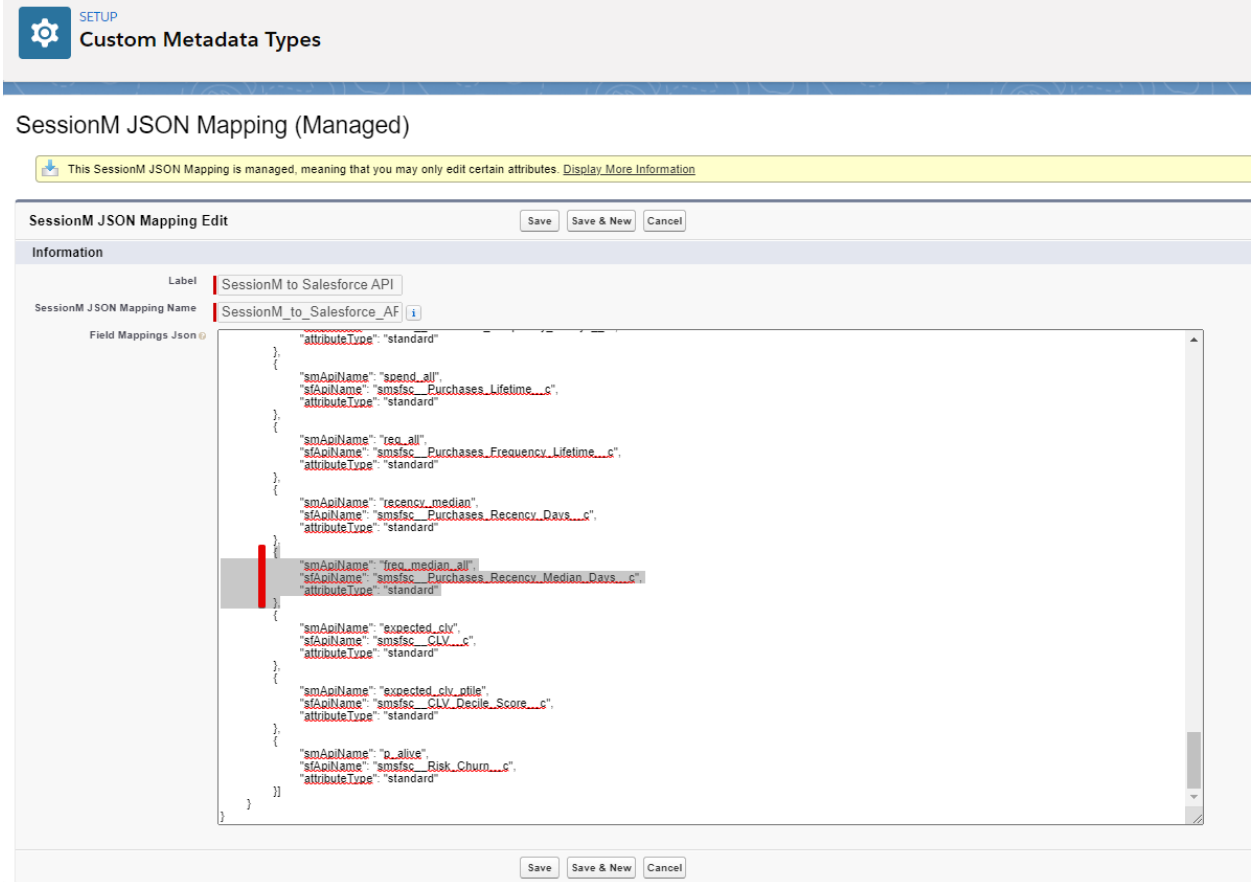 SETUP
Custom Metadata Types
SessionM JSON Mapping (Managed)
This SessionM JSON Mapping is managed, meaning that you may only edit certain attributes. Display More Information
SessionM JSON Mapping Edit
Save Save & New Cancel
Information
Label SessionM to Salesforce API
SessionM JSON Mapping Name SessionM_to_Salesforce_AP i
Field Mappings Json
"attributeType": "standard"
},
{
"smApiName": "spend_all",
"sfApiName": "smsfsc__Purchases_Lifetime__c",
"attributeType": "standard"
},
{
"smApiName": "req_all",
"sfApiName": "smsfsc__Purchases_Frequency_Lifetime__c",
"attributeType": "standard"
},
{
"smApiName": "recency_median",
"sfApiName": "smsfsc__Purchases_Recency_Days__c",
"attributeType": "standard"
},
{
"smApiName": "freq_median_all",
"sfApiName": "smsfsc__Purchases_Recency_Median_Days__c",
"attributeType": "standard"
},
{
"smApiName": "expected_clv",
"sfApiName": "smsfsc__CLV__c",
"attributeType": "standard"
},
{
"smApiName": "expected_clv_ptile",
"sfApiName": "smsfsc__CLV_Decile_Score__c",
"attributeType": "standard"
},
{
"smApiName": "p_alive",
"sfApiName": "smsfsc__Risk_Churn__c",
"attributeType": "standard"
}]
}
}
Save Save & New Cancel